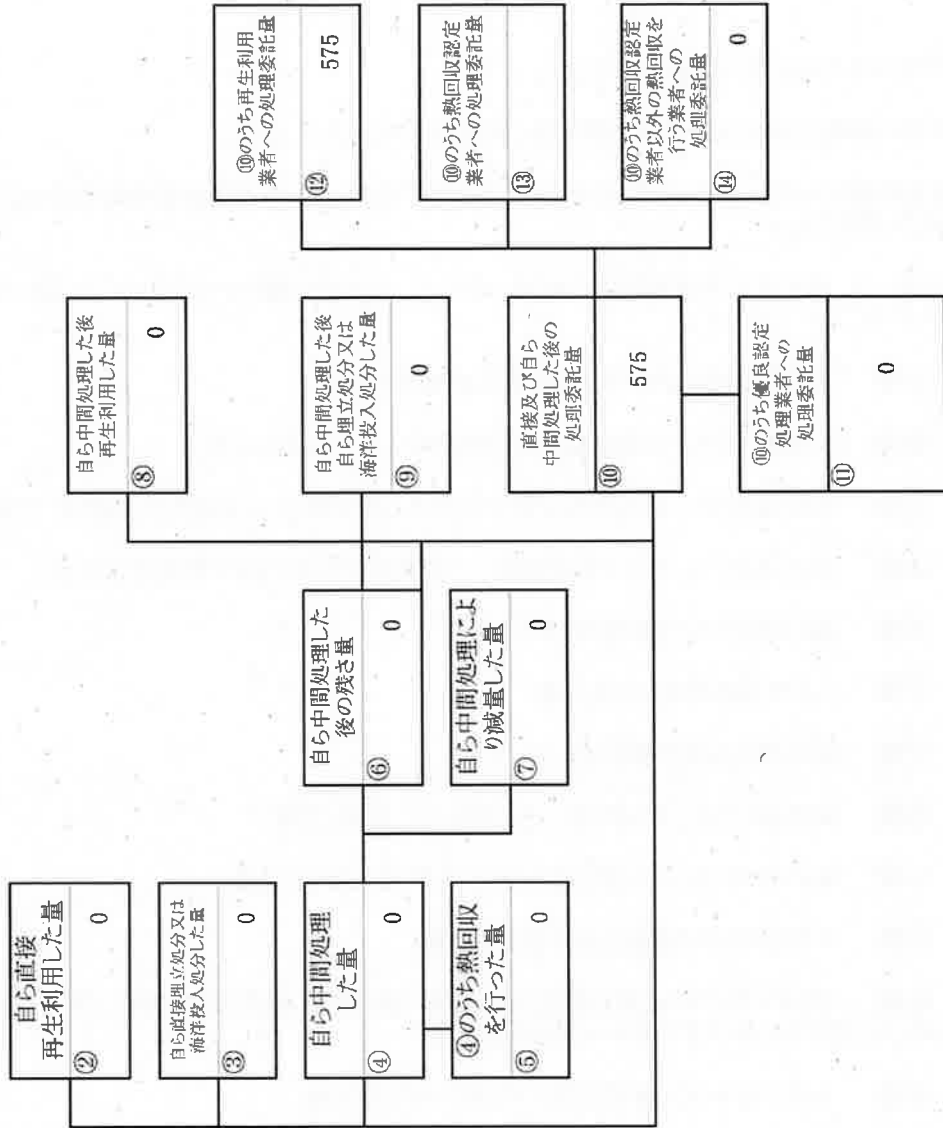 自ら直接
再生利用した量
②
0
自ら直接埋立処分又は
海洋投入処分した量
③
0
自ら中間処理
した量
④
0
④のうち熱回収
を行った量
⑤
0
自ら中間処理した
後の残さ量
⑥
0
自ら中間処理によ
り減量した量
⑦
0
自ら中間処理した後
再生利用した量
⑧
0
自ら中間処理した後
自ら埋立処分又は
海洋投入処分した量
⑨
0
直接及び自ら
中間処理した後の
処理委託量
⑩
575
⑩のうち優良認定
処理業者への
処理委託量
⑪
0
⑩のうち再生利用
業者への処理委託量
⑫
575
⑩のうち熱回収認定
業者への処理委託量
⑬
⑩のうち熱回収認定
業者以外の熱回収を
行う業者への
処理委託量
⑭
0